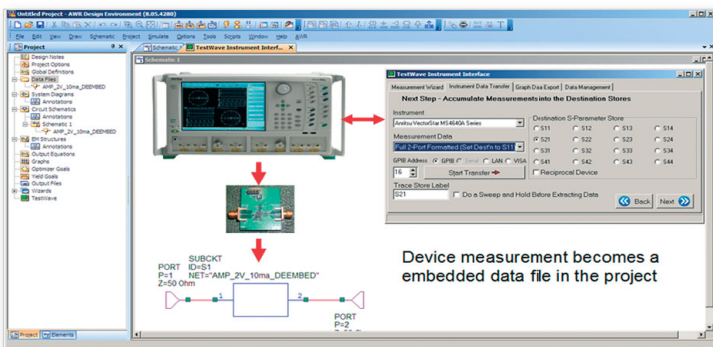 Untitled Project - AWR Design Environment (8.05.4280)
File Edit View Draw Schematic Project Simulate Options Tools Scripts Window Help AWR
Project
Schematic 1
TestWave Instrument Interf...
Design Notes
Project Options
Global Definitions
Data Files
AMP_2V_10ma_DEEMBED
System Diagrams
Annotations
Circuit Schematics
Annotations
Schematic 1
AMP_2V_10ma_DEEMBED
EM Structures
Annotations
Output Equations
Graphs
Optimizer Goals
Yield Goals
Output Files
Wizards
TestWave
Project Elements
Schematic 1
TestWave Instrument Interface
Measurement Wizard Instrument Data Transfer Graph Data Export Data Management
Next Step - Accumulate Measurements into the Destination Stores
Instrument
Anritsu VectorStar MS4640A Series
Measurement Data
Full 2-Port Formatted (Set Dest'n to S11)
GPIB Address GPIB Serial LAN VISA
16 Start Transfer
Trace Store Label
S21 Do a Sweep and Hold Before Extracting Data
Destination S-Parameter Store
S11 S12 S13 S14
S21 S22 S23 S24
S31 S32 S33 S34
S41 S42 S43 S44
Reciprocal Device
Back Next
SUBCKT
ID=S1
NET="AMP_2V_10ma_DEEMBED"
PORT
P=1
Z=50 Ohm
1
2
PORT
P=2
Device measurement becomes a
embedded data file in the project